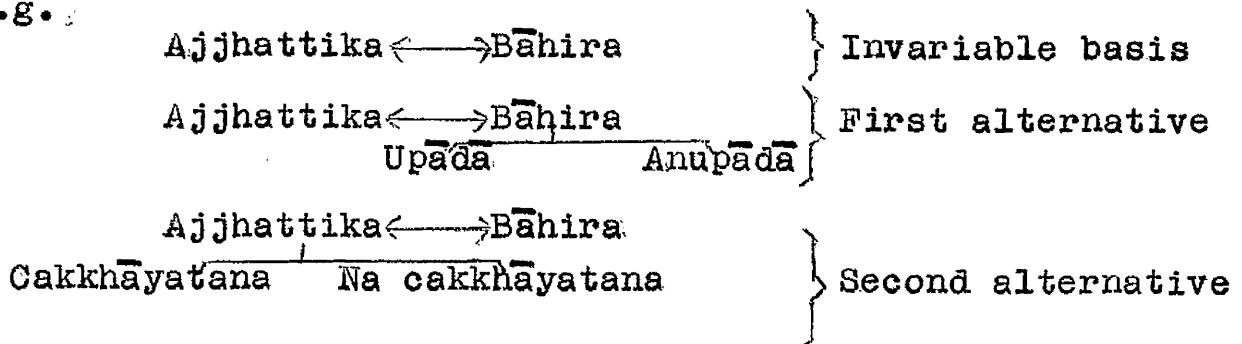 .g.
Ajjhattika⟷Bāhira } Invariable basis
Ajjhattika⟷Bāhira } First alternative
Upādā Anupādā
Ajjhattika⟷Bāhira
Cakkhāyatana Na cakkhāyatana } Second alternative